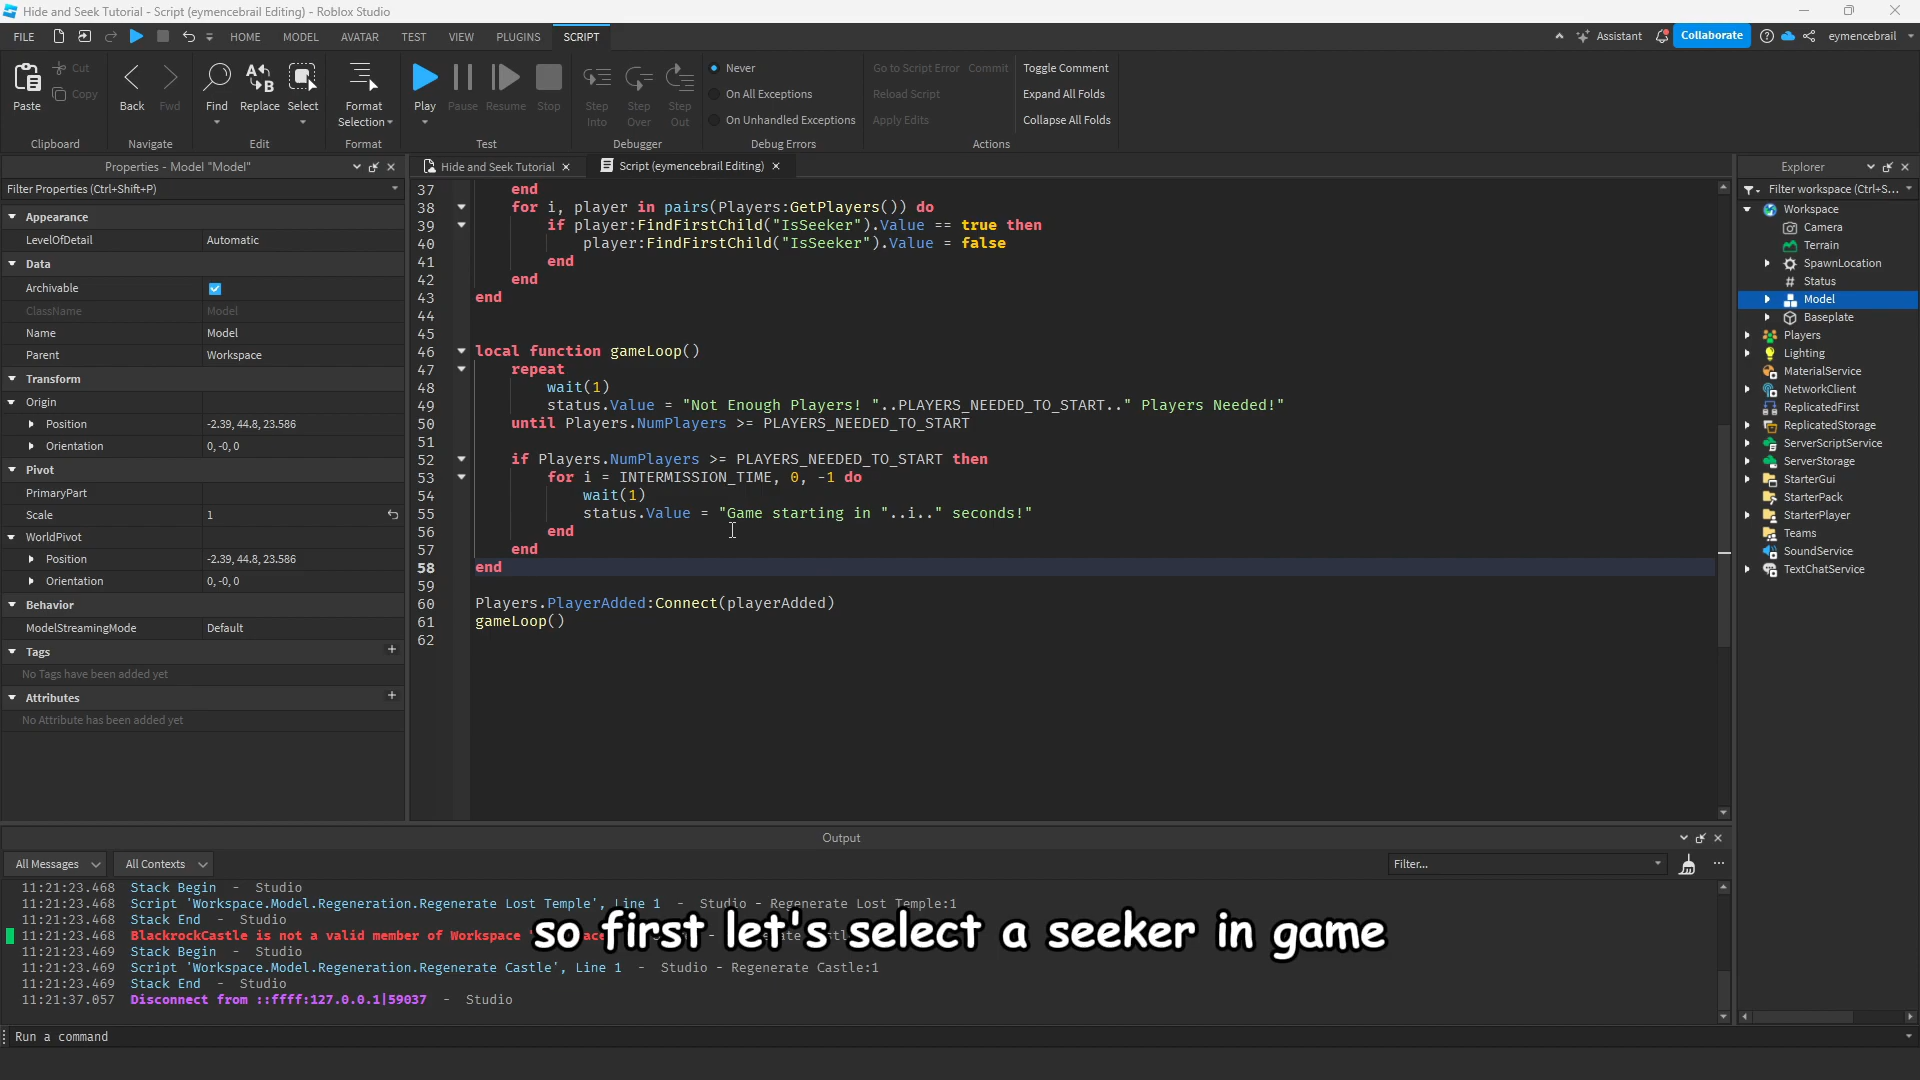 Hide and Seek Tutorial - Script (eymencebrail Editing) - Roblox Studio
FILE HOME MODEL AVATAR TEST VIEW PLUGINS SCRIPT Assistant Collaborate eymencebrail
Paste Cut Copy Back Fwd Find Replace Select Format Selection Play Pause Resume Stop Step Into Step Over Step Out
Never Go to Script Error Commit Toggle Comment
On All Exceptions Reload Script Expand All Folds
On Unhandled Exceptions Apply Edits Collapse All Folds
Clipboard Navigate Edit Format Test Debugger Debug Errors Actions
Properties - Model "Model"
Filter Properties (Ctrl+Shift+P)
Appearance
LevelOfDetail Automatic
Data
Archivable
ClassName Model
Name Model
Parent Workspace
Transform
Origin
Position -2.39, 44.8, 23.586
Orientation 0, -0, 0
Pivot
PrimaryPart
Scale 1
WorldPivot
Position -2.39, 44.8, 23.586
Orientation 0, -0, 0
Behavior
ModelStreamingMode Default
Tags
No Tags have been added yet
Attributes
No Attribute has been added yet
Hide and Seek Tutorial Script (eymencebrail Editing)
37 end
38 for i, player in pairs(Players:GetPlayers()) do
39 if player:FindFirstChild("IsSeeker").Value == true then
40 player:FindFirstChild("IsSeeker").Value = false
41 end
42 end
43 end
44
45
46 local function gameLoop()
47 repeat
48 wait(1)
49 status.Value = "Not Enough Players! "..PLAYERS_NEEDED_TO_START.." Players Needed!"
50 until Players.NumPlayers >= PLAYERS_NEEDED_TO_START
51
52 if Players.NumPlayers >= PLAYERS_NEEDED_TO_START then
53 for i = INTERMISSION_TIME, 0, -1 do
54 wait(1)
55 status.Value = "Game starting in "..i.." seconds!"
56 end
57 end
58 end
59
60 Players.PlayerAdded:Connect(playerAdded)
61 gameLoop()
62
Explorer
Filter workspace (Ctrl+S...
Workspace
Camera
Terrain
SpawnLocation
Status
Model
Baseplate
Players
Lighting
MaterialService
NetworkClient
ReplicatedFirst
ReplicatedStorage
ServerScriptService
ServerStorage
StarterGui
StarterPack
StarterPlayer
Teams
SoundService
TextChatService
Output
All Messages All Contexts Filter...
11:21:23.468 Stack Begin - Studio
11:21:23.468 Script 'Workspace.Model.Regeneration.Regenerate Lost Temple', Line 1 - Studio - Regenerate Lost Temple:1
11:21:23.468 Stack End - Studio
11:21:23.468 BlackrockCastle is not a valid member of Workspace
11:21:23.469 Stack Begin - Studio
11:21:23.469 Script 'Workspace.Model.Regeneration.Regenerate Castle', Line 1 - Studio - Regenerate Castle:1
11:21:23.469 Stack End - Studio
11:21:37.057 Disconnect from ::ffff:127.0.0.1|59037 - Studio
so first let's select a seeker in game
Run a command